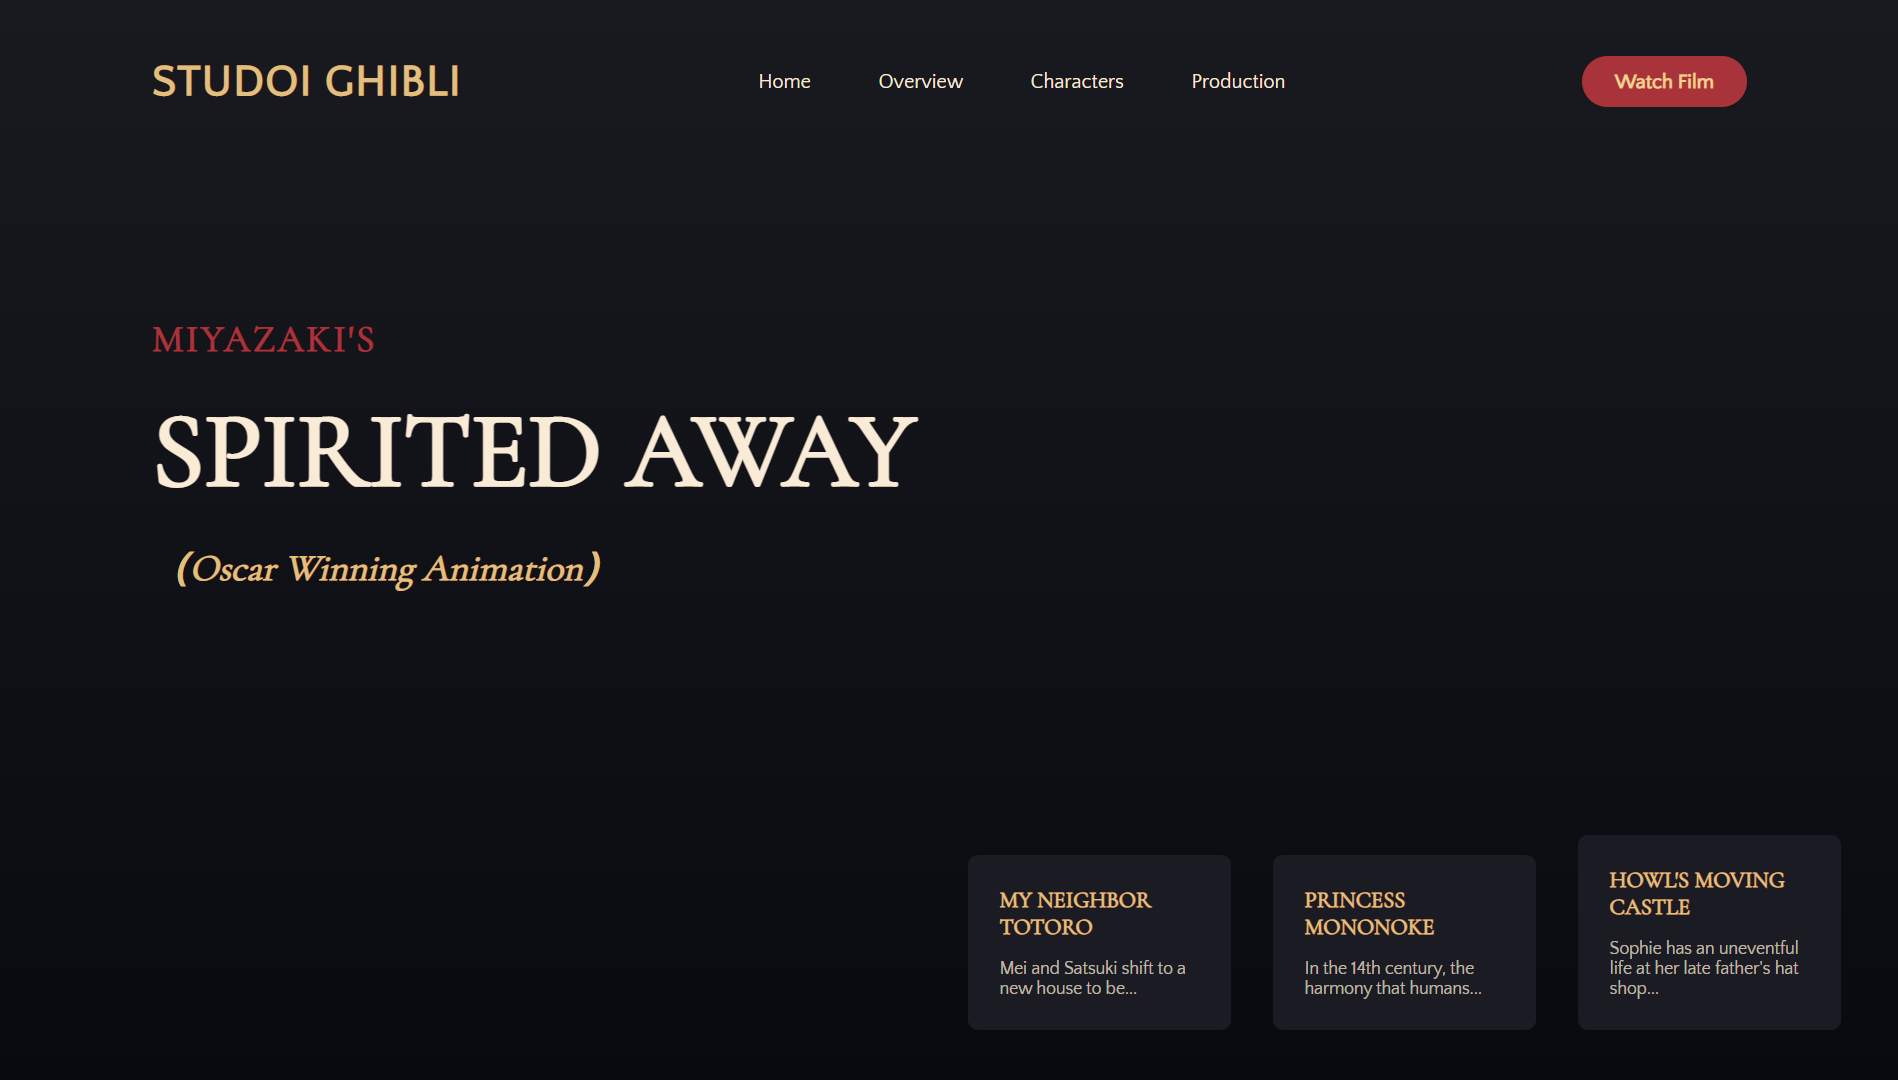 STUDOI GHIBLI
Home
Overview
Characters
Production
Watch Film
MIYAZAKI'S
SPIRITED AWAY
(Oscar Winning Animation)
MY NEIGHBOR
TOTORO
Mei and Satsuki shift to a
new house to be...
PRINCESS
MONONOKE
In the 14th century, the
harmony that humans...
HOWL'S MOVING
CASTLE
Sophie has an uneventful
life at her late father's hat
shop...